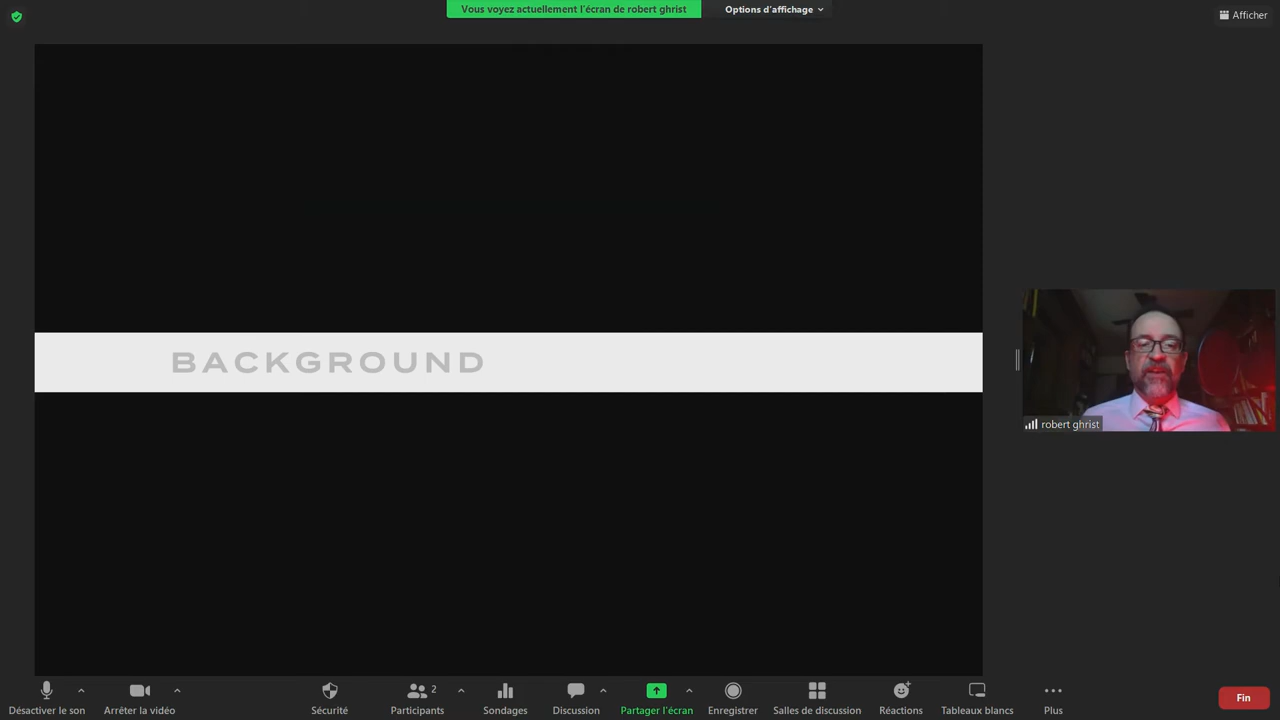 Vous voyez actuellement l'écran de robert ghrist
Options d'affichage
Afficher
BACKGROUND
robert ghrist
Désactiver le son
Arrêter la vidéo
Sécurité
2
Participants
Sondages
Discussion
Partager l'écran
Enregistrer
Salles de discussion
Réactions
Tableaux blancs
Plus
Fin